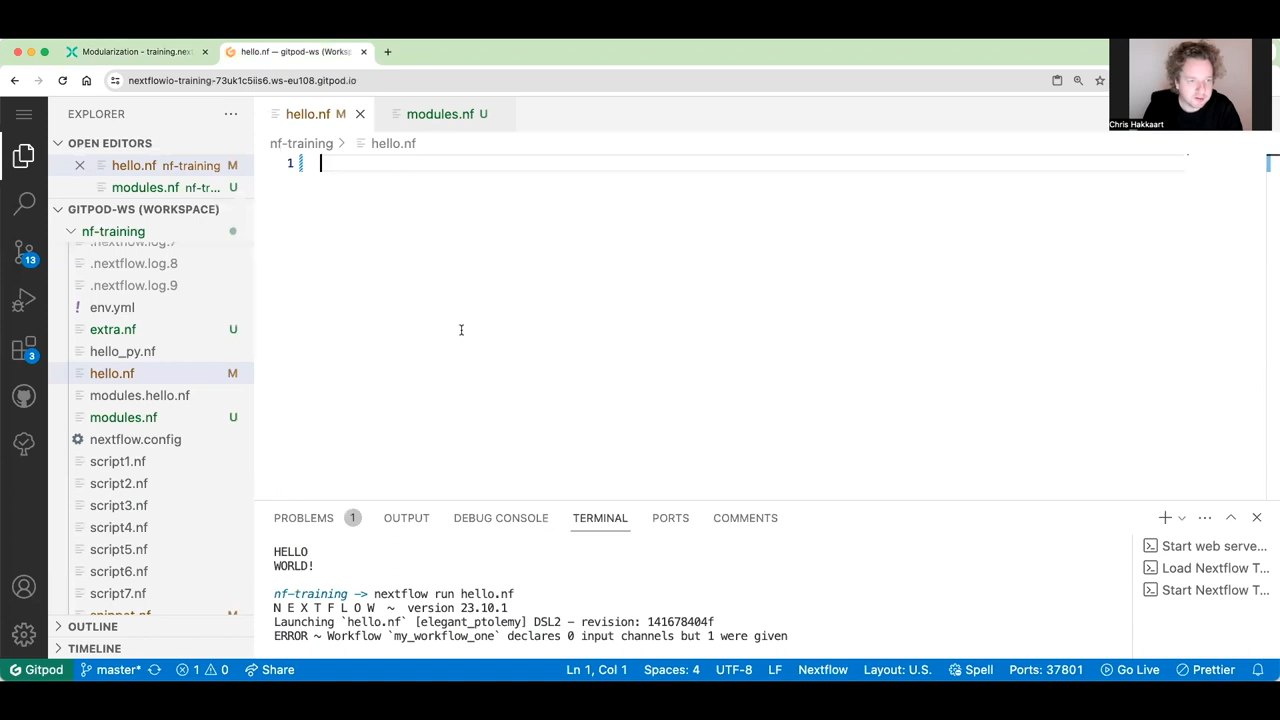 Modularization - training.nex
hello.nf — gitpod-ws (Worksp
nextflowio-training-73uk1c5iis6.ws-eu108.gitpod.io
Chris Hakkaart
EXPLORER
OPEN EDITORS
hello.nf nf-training M
modules.nf nf-tr... U
GITPOD-WS (WORKSPACE)
nf-training
.nextflow.log.7
.nextflow.log.8
.nextflow.log.9
env.yml
extra.nf U
hello_py.nf
hello.nf M
modules.hello.nf
modules.nf U
nextflow.config
script1.nf
script2.nf
script3.nf
script4.nf
script5.nf
script6.nf
script7.nf
snippet.nf M
OUTLINE
TIMELINE
13
3
hello.nf M
modules.nf U
nf-training > hello.nf
1
PROBLEMS 1 OUTPUT DEBUG CONSOLE TERMINAL PORTS COMMENTS
HELLO
WORLD!
nf-training -> nextflow run hello.nf
N E X T F L O W ~ version 23.10.1
Launching `hello.nf` [elegant_ptolemy] DSL2 - revision: 141678404f
ERROR ~ Workflow `my_workflow_one` declares 0 input channels but 1 were given
Start web serve...
Load Nextflow T...
Start Nextflow T...
Gitpod master* 1 0 Share Ln 1, Col 1 Spaces: 4 UTF-8 LF Nextflow Layout: U.S. Spell Ports: 37801 Go Live Prettier